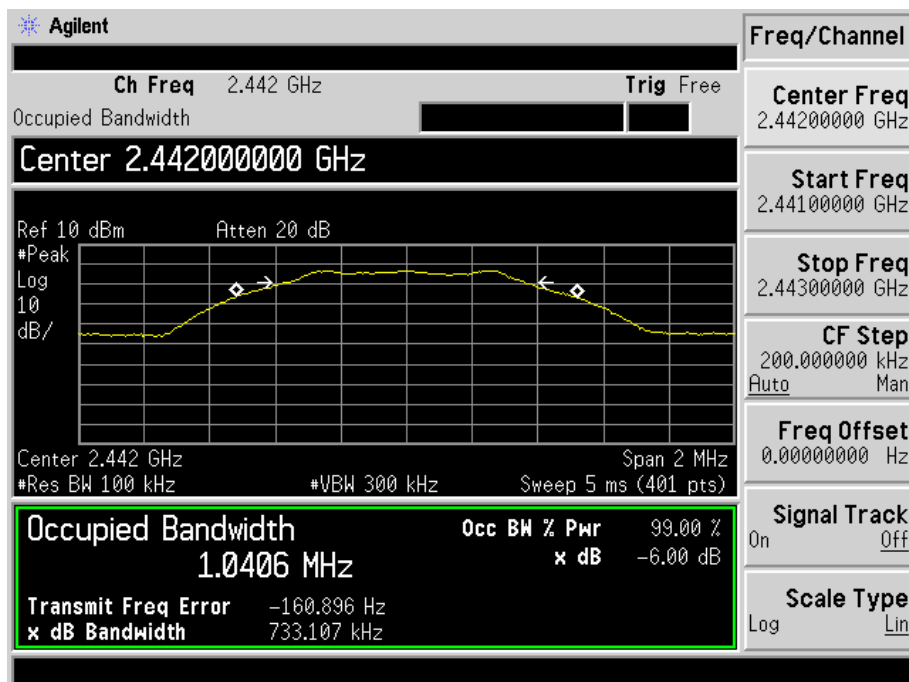 Agilent
Freq/Channel
Ch Freq 2.442 GHz Trig Free
Occupied Bandwidth
Center 2.442000000 GHz
Ref 10 dBm Atten 20 dB
#Peak
Log
10
dB/
Center 2.442 GHz Span 2 MHz
#Res BW 100 kHz #VBW 300 kHz Sweep 5 ms (401 pts)
Occupied Bandwidth
1.0406 MHz
Occ BW % Pwr 99.00 %
x dB -6.00 dB
Transmit Freq Error -160.896 Hz
x dB Bandwidth 733.107 kHz
Center Freq
2.44200000 GHz
Start Freq
2.44100000 GHz
Stop Freq
2.44300000 GHz
CF Step
200.000000 kHz
Auto Man
Freq Offset
0.00000000 Hz
Signal Track
On Off
Scale Type
Log Lin